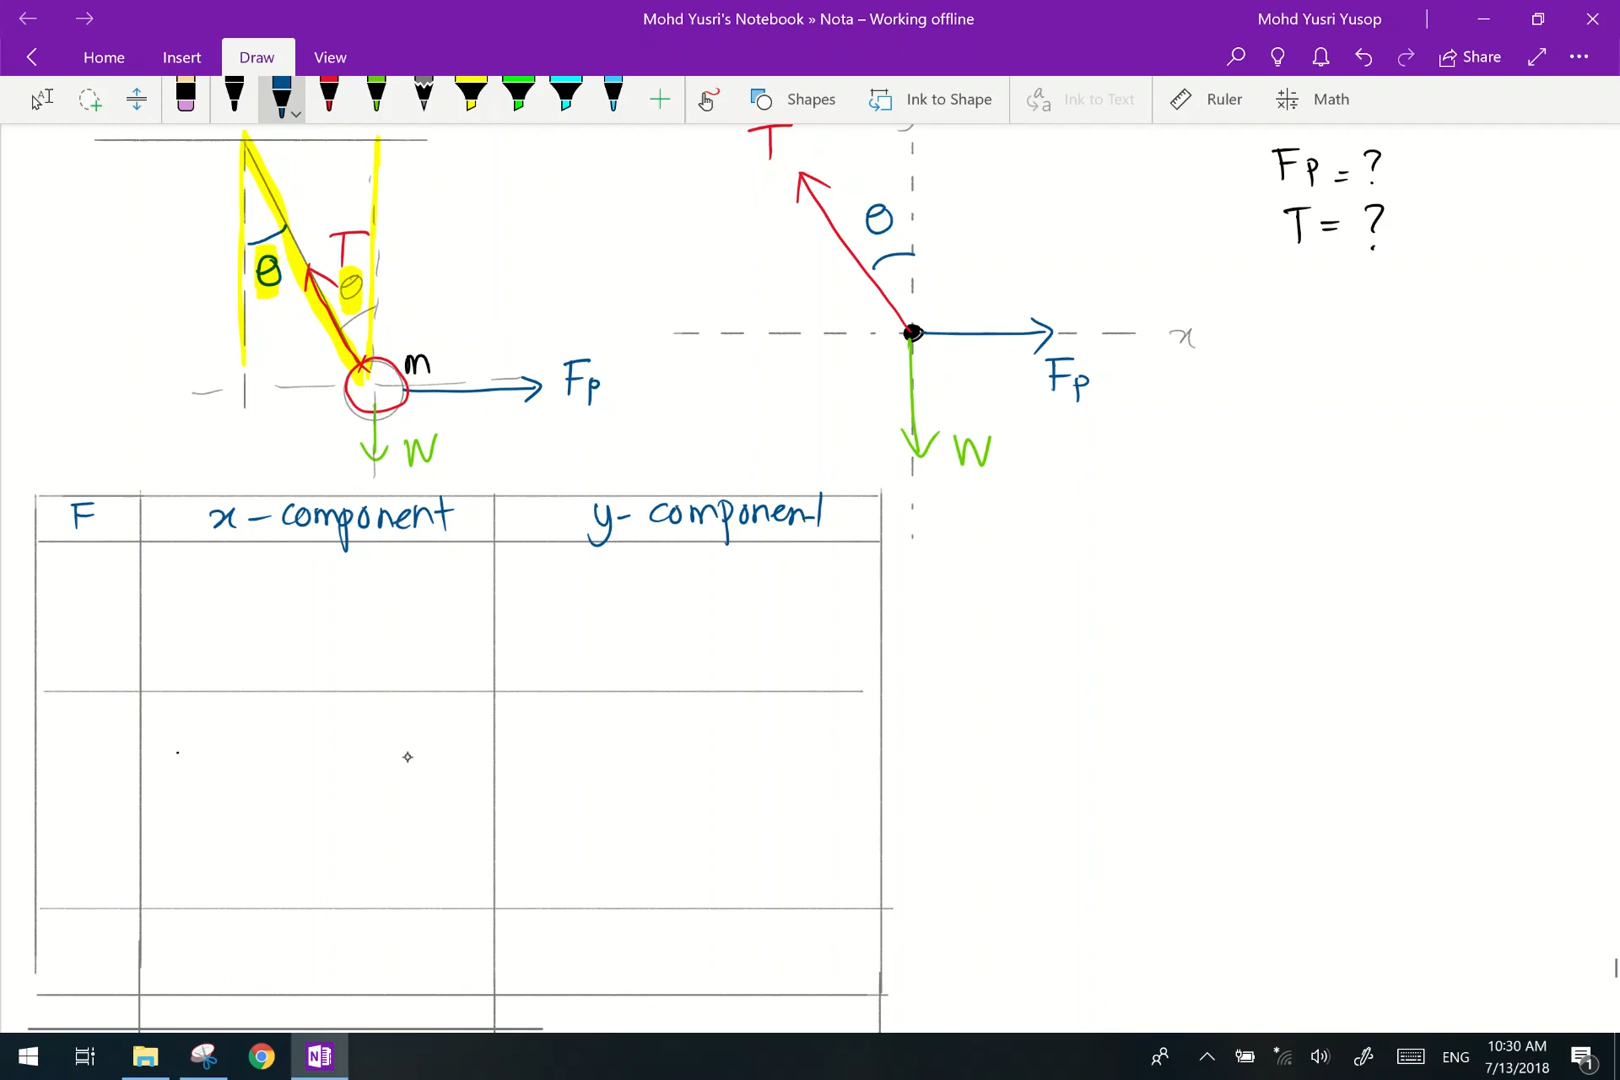 Mohd Yusri's Notebook » Nota – Working offline
Mohd Yusri Yusop
Home Insert Draw View
Share
Shapes
Ink to Shape
Ink to Text
Ruler
Math
T
θ
Fp = ?
T = ?
θ
T
θ
m
Fp
W
x
Fp
W
F
x - component
y - component
ENG
10:30 AM
7/13/2018
1